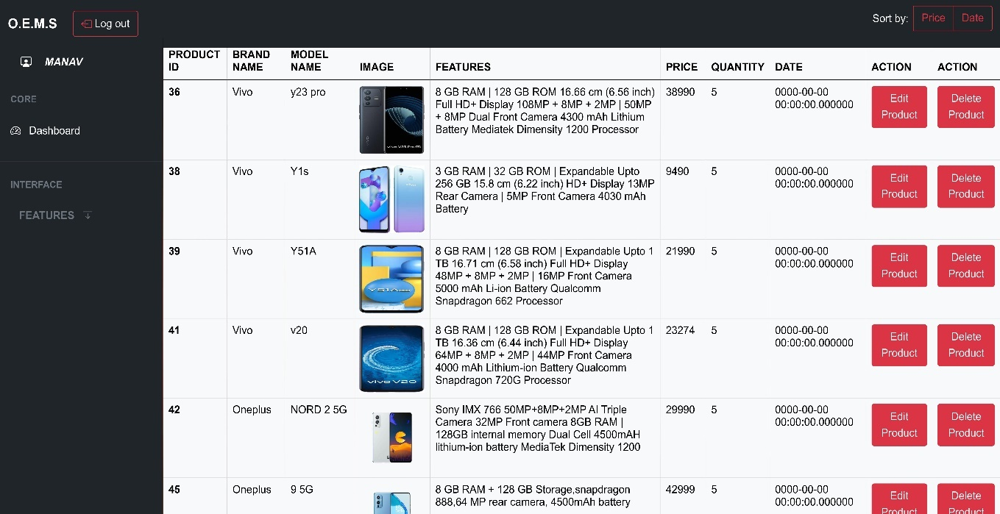 O.E.M.S
Log out
Sort by: Price Date
MANAV
CORE
Dashboard
INTERFACE
FEATURES
PRODUCT ID BRAND NAME MODEL NAME IMAGE FEATURES PRICE QUANTITY DATE ACTION ACTION
36 Vivo y23 pro
8 GB RAM | 128 GB ROM 16.66 cm (6.56 inch)
Full HD+ Display 108MP + 8MP + 2MP | 50MP
+ 8MP Dual Front Camera 4300 mAh Lithium
Battery Mediatek Dimensity 1200 Processor
38990 5
0000-00-00
00:00:00.000000
Edit
Product
Delete
Product
38 Vivo Y1s
3 GB RAM | 32 GB ROM | Expandable Upto
256 GB 15.8 cm (6.22 inch) HD+ Display 13MP
Rear Camera | 5MP Front Camera 4030 mAh
Battery
9490 5
0000-00-00
00:00:00.000000
Edit
Product
Delete
Product
39 Vivo Y51A
Y51A
8 GB RAM | 128 GB ROM | Expandable Upto 1
TB 16.71 cm (6.58 inch) Full HD+ Display
48MP + 8MP + 2MP | 16MP Front Camera
5000 mAh Li-ion Battery Qualcomm
Snapdragon 662 Processor
21990 5
0000-00-00
00:00:00.000000
Edit
Product
Delete
Product
41 Vivo v20
vivo V20
8 GB RAM | 128 GB ROM | Expandable Upto 1
TB 16.36 cm (6.44 inch) Full HD+ Display
64MP + 8MP + 2MP | 44MP Front Camera
4000 mAh Lithium-ion Battery Qualcomm
Snapdragon 720G Processor
23274 5
0000-00-00
00:00:00.000000
Edit
Product
Delete
Product
42 Oneplus NORD 2 5G
Sony IMX 766 50MP+8MP+2MP AI Triple
Camera 32MP Front camera 8GB RAM |
128GB internal memory Dual Cell 4500mAH
lithium-ion battery MediaTek Dimensity 1200
29990 5
0000-00-00
00:00:00.000000
Edit
Product
Delete
Product
45 Oneplus 9 5G
8 GB RAM + 128 GB Storage,snapdragon
888,64 MP rear camera, 4500mAh battery
42999 5
0000-00-00
00:00:00.000000
Edit
Product
Delete
Product